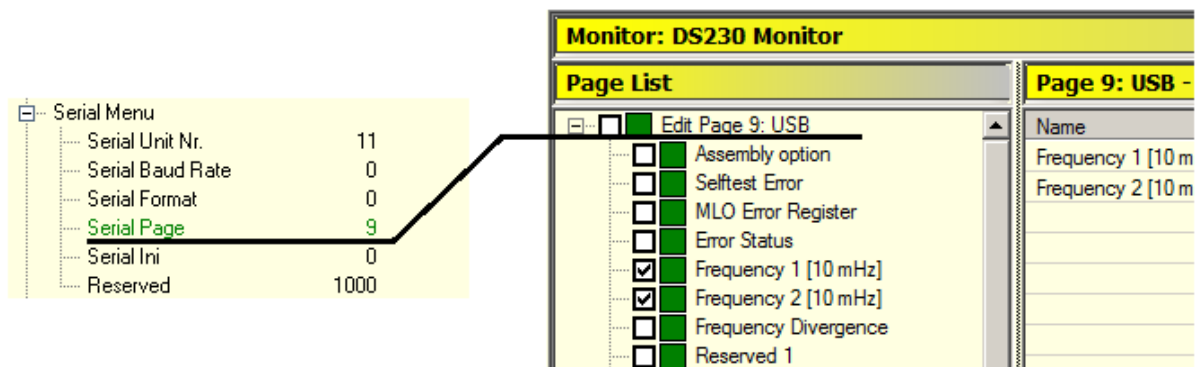 Serial Menu
Serial Unit Nr. 11
Serial Baud Rate 0
Serial Format 0
Serial Page 9
Serial Ini 0
Reserved 1000
Monitor: DS230 Monitor
Page List
Edit Page 9: USB
Assembly option
Selftest Error
MLO Error Register
Error Status
Frequency 1 [10 mHz]
Frequency 2 [10 mHz]
Frequency Divergence
Reserved 1
Page 9: USB -
Name
Frequency 1 [10 m
Frequency 2 [10 m